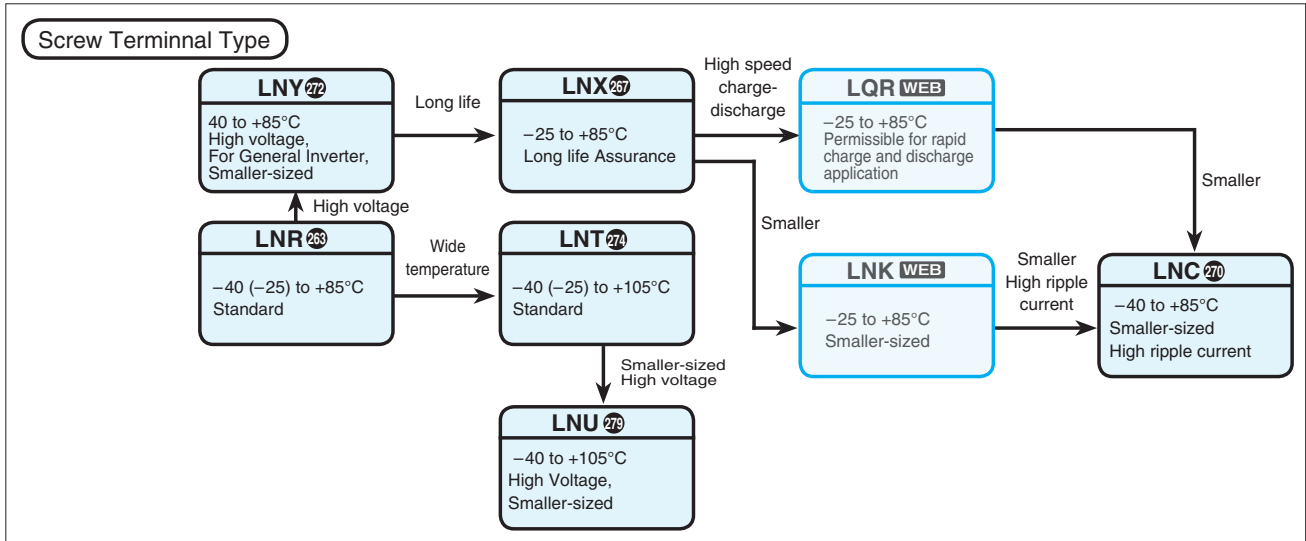 Screw Terminnal Type
LNY 272
40 to +85°C
High voltage,
For General Inverter,
Smaller-sized
Long life
LNX 267
−25 to +85°C
Long life Assurance
High speed
charge-
discharge
LQR WEB
−25 to +85°C
Permissible for rapid
charge and discharge
application
Smaller
High voltage
LNR 263
−40 (−25) to +85°C
Standard
Wide
temperature
LNT 274
−40 (−25) to +105°C
Standard
Smaller
LNK WEB
−25 to +85°C
Smaller-sized
Smaller
High ripple
current
LNC 270
−40 to +85°C
Smaller-sized
High ripple current
Smaller-sized
High voltage
LNU 279
−40 to +105°C
High Voltage,
Smaller-sized